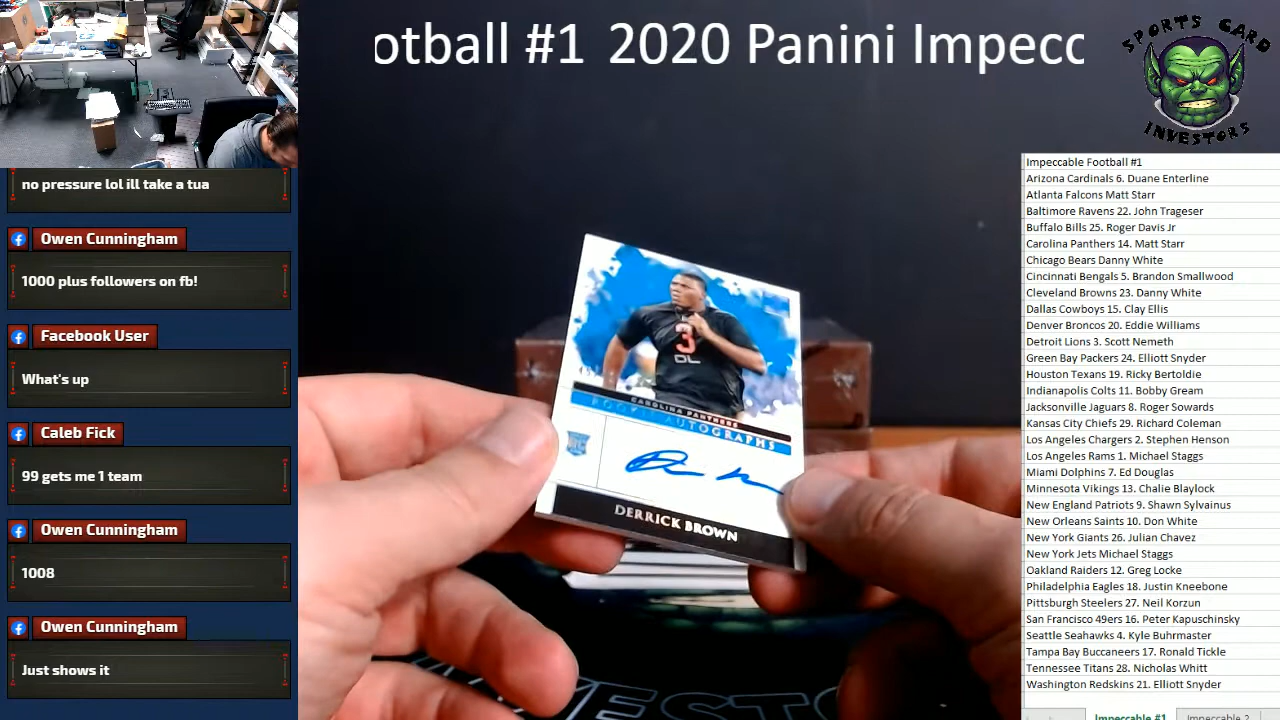 otball #1 2020 Panini Impecc
SPORTS CARD
INVESTORS
no pressure lol ill take a tua
Owen Cunningham
1000 plus followers on fb!
Facebook User
What's up
Caleb Fick
99 gets me 1 team
Owen Cunningham
1008
Owen Cunningham
Just shows it
3
DL
CAROLINA PANTHERS
ROOKIE AUTOGRAPHS
DERRICK BROWN
Impeccable Football #1
Arizona Cardinals 6. Duane Enterline
Atlanta Falcons Matt Starr
Baltimore Ravens 22. John Trageser
Buffalo Bills 25. Roger Davis Jr
Carolina Panthers 14. Matt Starr
Chicago Bears Danny White
Cincinnati Bengals 5. Brandon Smallwood
Cleveland Browns 23. Danny White
Dallas Cowboys 15. Clay Ellis
Denver Broncos 20. Eddie Williams
Detroit Lions 3. Scott Nemeth
Green Bay Packers 24. Elliott Snyder
Houston Texans 19. Ricky Bertoldie
Indianapolis Colts 11. Bobby Gream
Jacksonville Jaguars 8. Roger Sowards
Kansas City Chiefs 29. Richard Coleman
Los Angeles Chargers 2. Stephen Henson
Los Angeles Rams 1. Michael Staggs
Miami Dolphins 7. Ed Douglas
Minnesota Vikings 13. Chalie Blaylock
New England Patriots 9. Shawn Sylvainus
New Orleans Saints 10. Don White
New York Giants 26. Julian Chavez
New York Jets Michael Staggs
Oakland Raiders 12. Greg Locke
Philadelphia Eagles 18. Justin Kneebone
Pittsburgh Steelers 27. Neil Korzun
San Francisco 49ers 16. Peter Kapuschinsky
Seattle Seahawks 4. Kyle Buhrmaster
Tampa Bay Buccaneers 17. Ronald Tickle
Tennessee Titans 28. Nicholas Whitt
Washington Redskins 21. Elliott Snyder
Impeccable #1
Impeccable 2